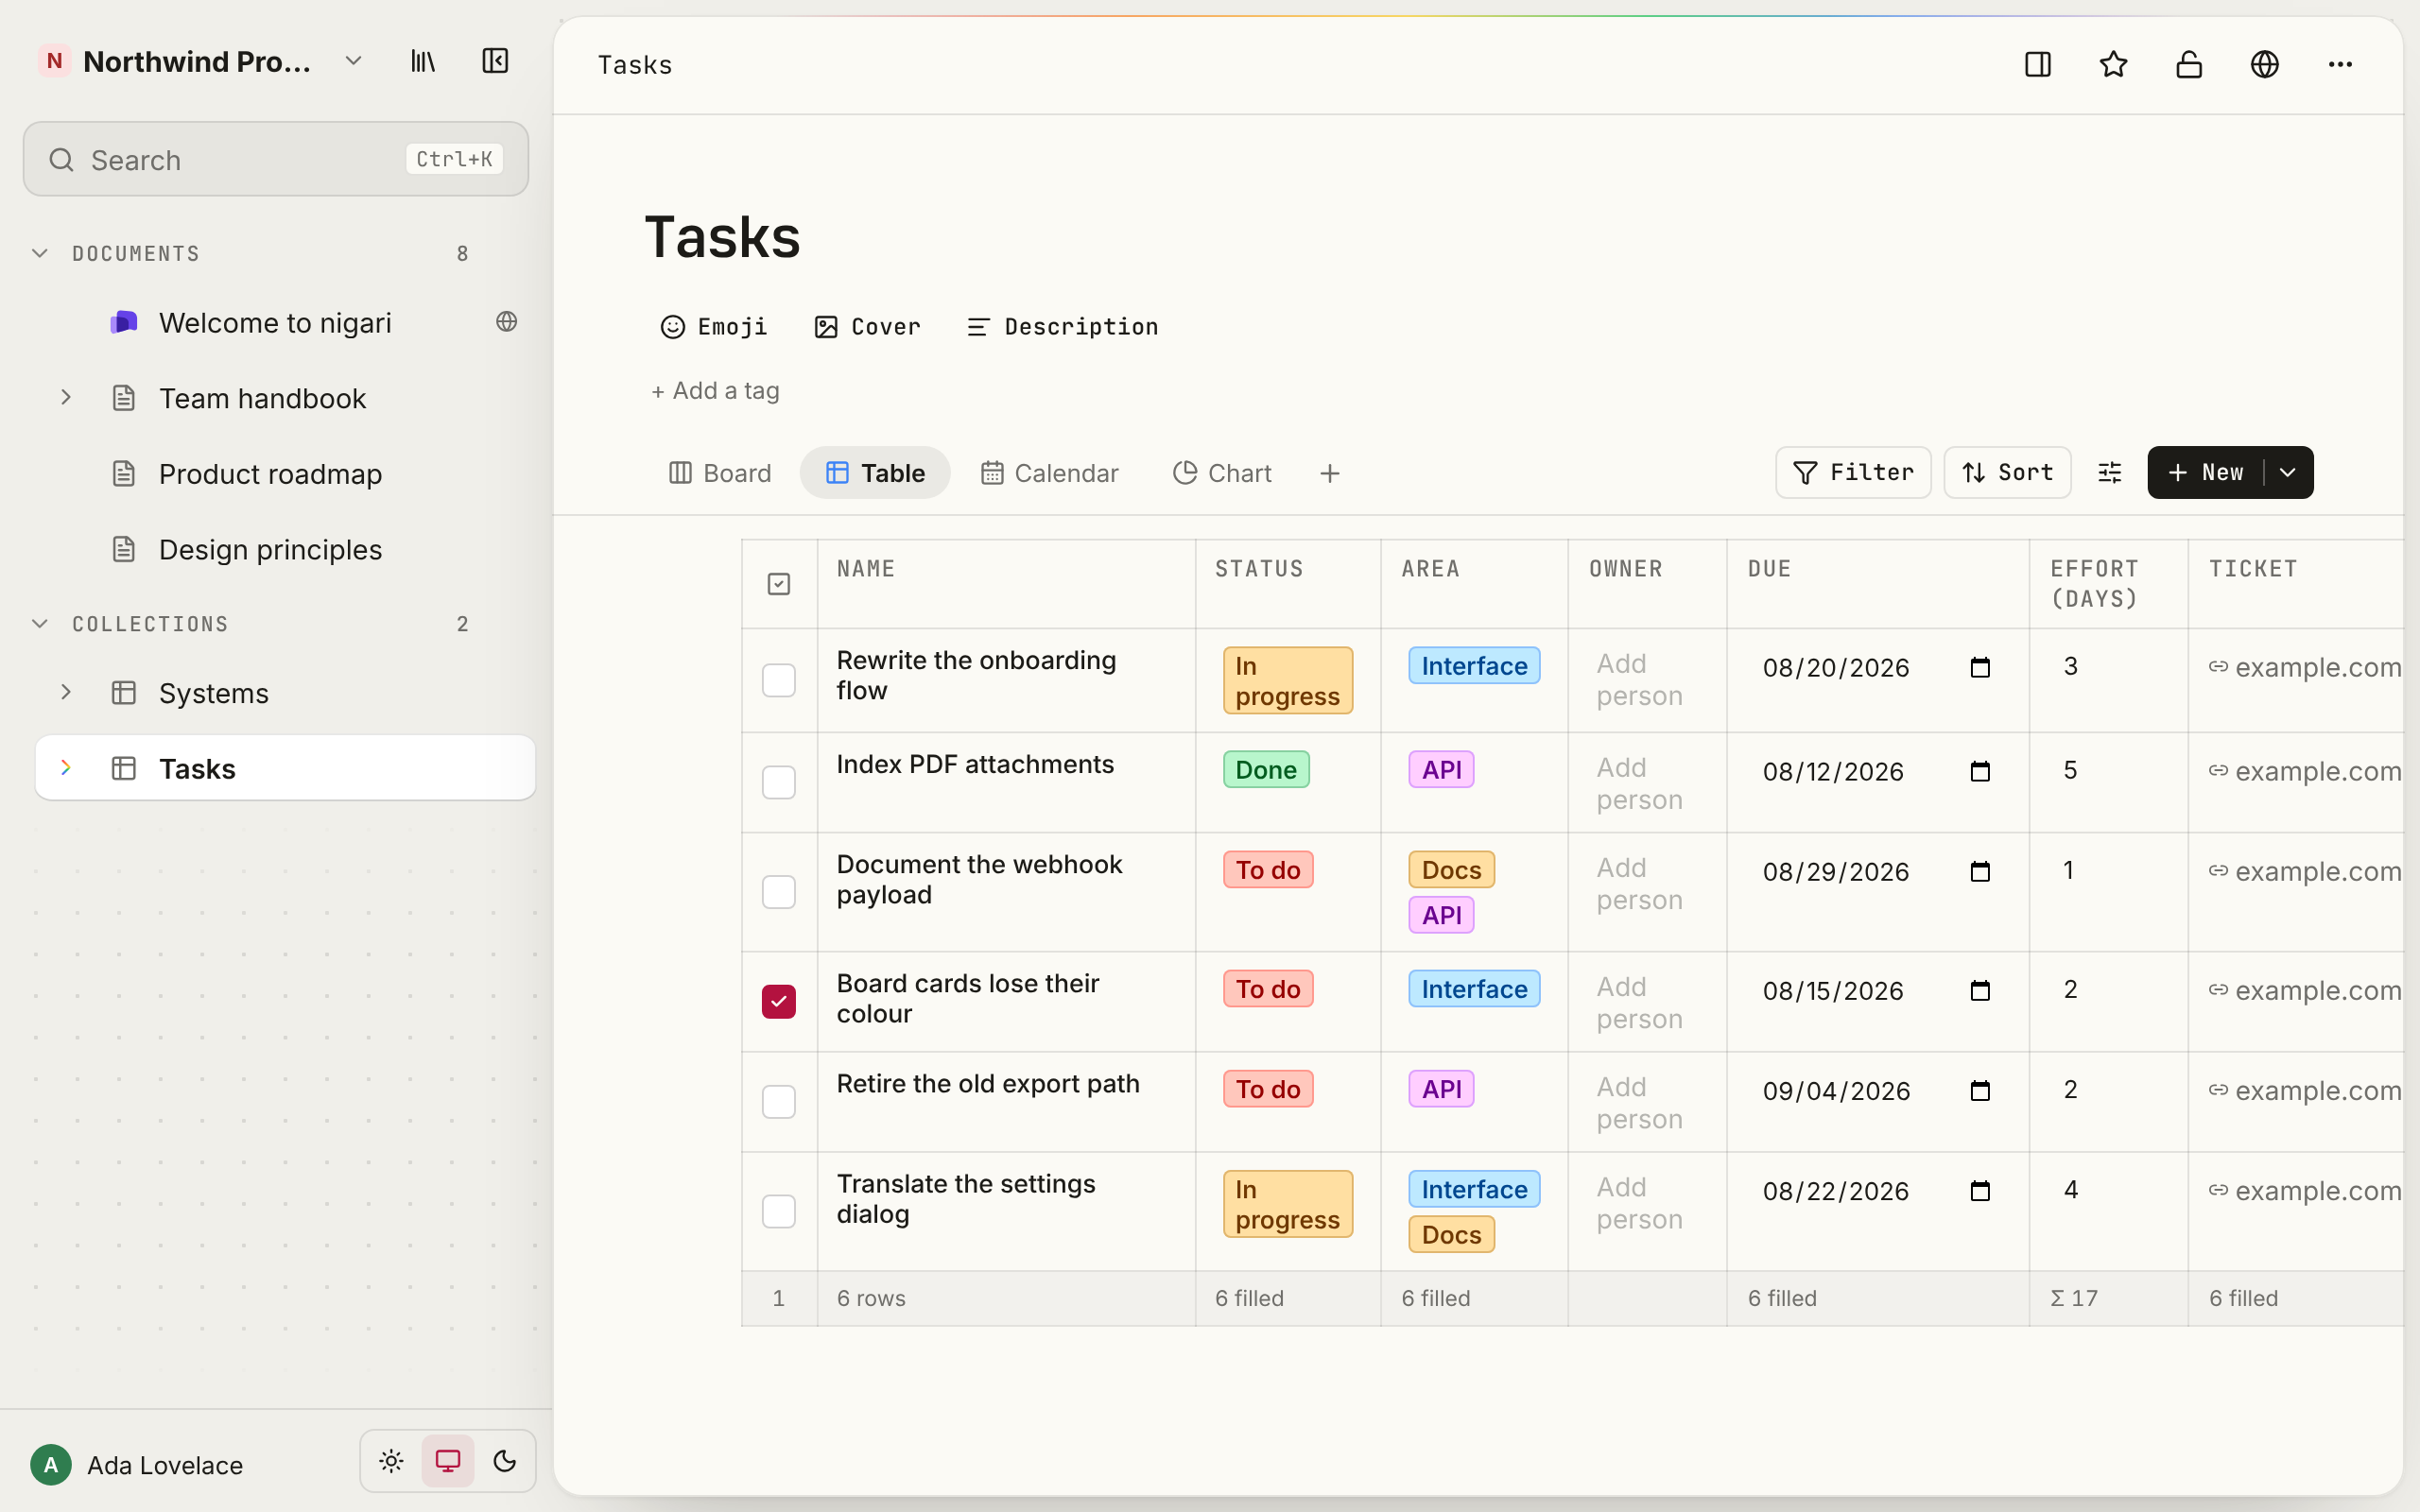 N Northwind Pro...
Search Ctrl+K
DOCUMENTS 8
Welcome to nigari
Team handbook
Product roadmap
Design principles
COLLECTIONS 2
Systems
Tasks
A Ada Lovelace
Tasks
Tasks
Emoji Cover Description
+ Add a tag
Board Table Calendar Chart +
Filter Sort + New
NAME STATUS AREA OWNER DUE EFFORT (DAYS) TICKET
Rewrite the onboarding flow In progress Interface Add person 08/20/2026 3 example.com
Index PDF attachments Done API Add person 08/12/2026 5 example.com
Document the webhook payload To do Docs API Add person 08/29/2026 1 example.com
Board cards lose their colour To do Interface Add person 08/15/2026 2 example.com
Retire the old export path To do API Add person 09/04/2026 2 example.com
Translate the settings dialog In progress Interface Docs Add person 08/22/2026 4 example.com
1 6 rows 6 filled 6 filled 6 filled Σ 17 6 filled